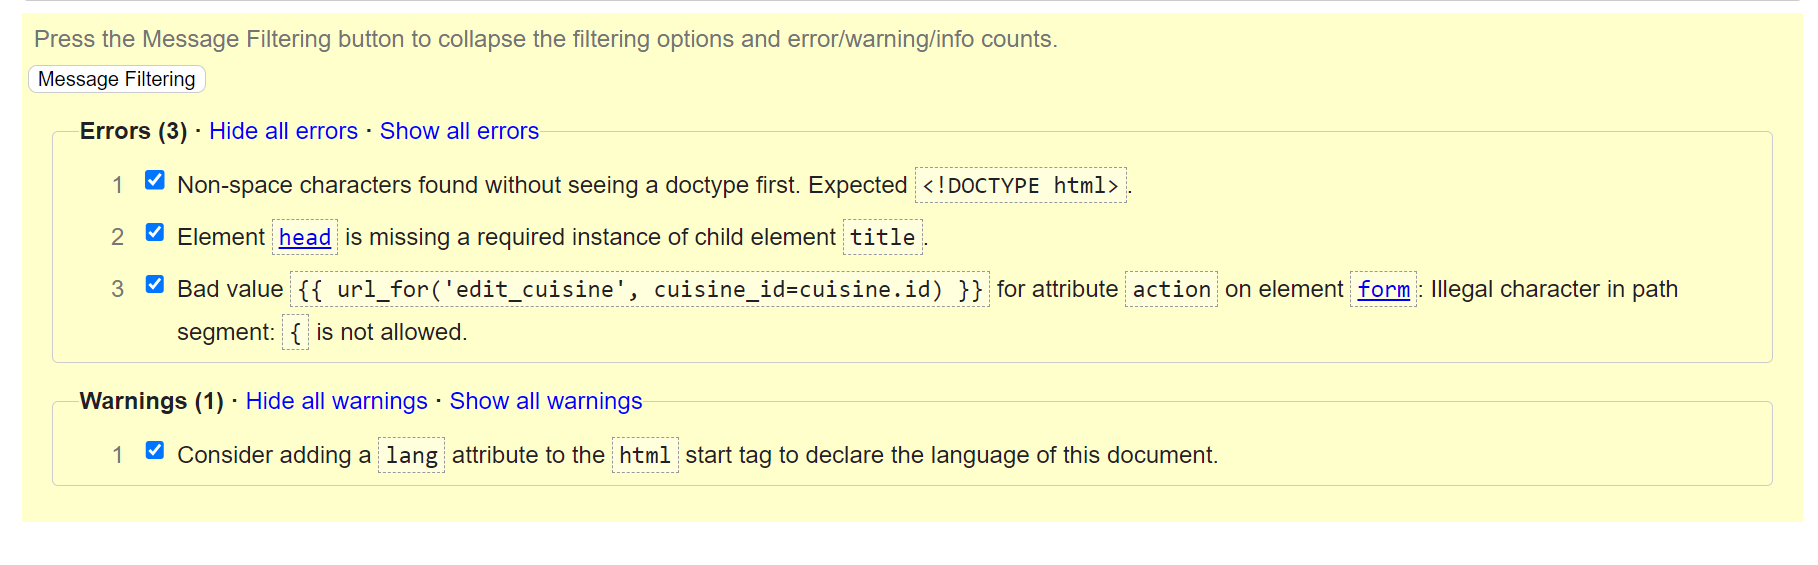 Press the Message Filtering button to collapse the filtering options and error/warning/info counts.
Message Filtering
Errors (3) · Hide all errors · Show all errors
1 Non-space characters found without seeing a doctype first. Expected <!DOCTYPE html>.
2 Element head is missing a required instance of child element title.
3 Bad value {{ url_for('edit_cuisine', cuisine_id=cuisine.id) }} for attribute action on element form: Illegal character in path
segment: { is not allowed.
Warnings (1) · Hide all warnings · Show all warnings
1 Consider adding a lang attribute to the html start tag to declare the language of this document.